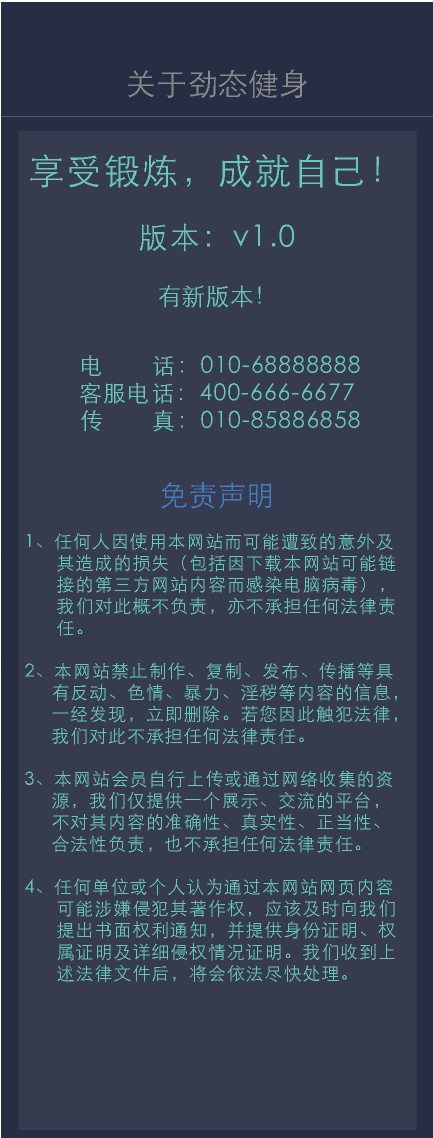 关于劲态健身
享受锻炼，成就自己！
版本：v1.0
有新版本！
电　　话：010-68888888
客服电话：400-666-6677
传　　真：010-85886858
免责声明
1、任何人因使用本网站而可能遭致的意外及
其造成的损失（包括因下载本网站可能链
接的第三方网站内容而感染电脑病毒），
我们对此概不负责，亦不承担任何法律责
任。
2、本网站禁止制作、复制、发布、传播等具
有反动、色情、暴力、淫秽等内容的信息，
一经发现，立即删除。若您因此触犯法律，
我们对此不承担任何法律责任。
3、本网站会员自行上传或通过网络收集的资
源，我们仅提供一个展示、交流的平台，
不对其内容的准确性、真实性、正当性、
合法性负责，也不承担任何法律责任。
4、任何单位或个人认为通过本网站网页内容
可能涉嫌侵犯其著作权，应该及时向我们
提出书面权利通知，并提供身份证明、权
属证明及详细侵权情况证明。我们收到上
述法律文件后，将会依法尽快处理。